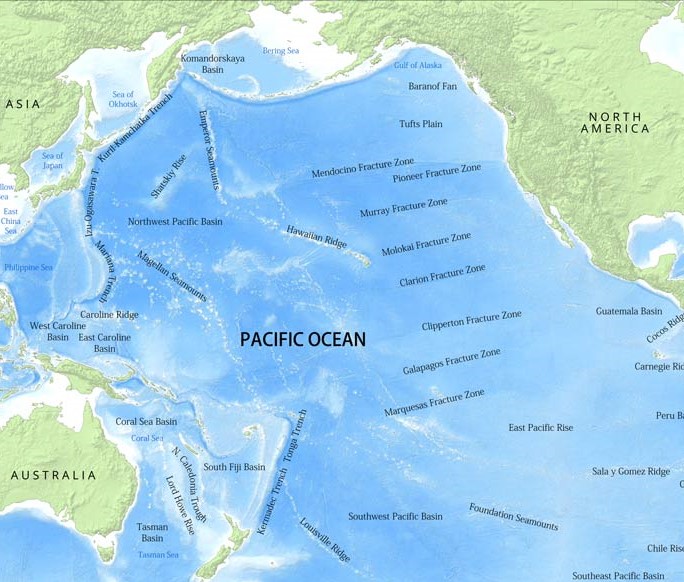 Komandorskaya
Basin
Bering Sea
Gulf of Alaska
Baranof Fan
ASIA
Sea of
Okhotsk
Kuril-Kamchatka Trench
Emperor Seamounts
Tufts Plain
NORTH
AMERICA
Sea of
Japan
Shatskiy Rise
Mendocino Fracture Zone
Pioneer Fracture Zone
East
China
Sea
Izu-Ogasawara T.
Northwest Pacific Basin
Murray Fracture Zone
Hawaiian Ridge
Molokai Fracture Zone
Philippine Sea
Mariana Trench
Magellan Seamounts
Clarion Fracture Zone
Caroline Ridge
West Caroline
Basin
East Caroline
Basin
PACIFIC OCEAN
Clipperton Fracture Zone
Guatemala Basin
Cocos Ridge
Galapagos Fracture Zone
Carnegie Rid
Marquesas Fracture Zone
Coral Sea Basin
Coral Sea
East Pacific Rise
Peru Ba
AUSTRALIA
N. Caledonia Trough
Lord Howe Rise
South Fiji Basin
Tonga Trench
Kermadec Trench
Sala y Gomez Ridge
Tasman
Basin
Tasman Sea
Louisville Ridge
Southwest Pacific Basin
Foundation Seamounts
Chile Rise
Southeast Pacific Basin